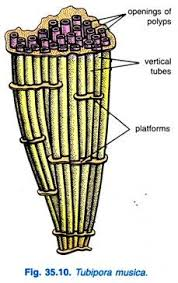 openings of
polyps
vertical
tubes
platforms
Fig. 35.10. Tubipora musica.